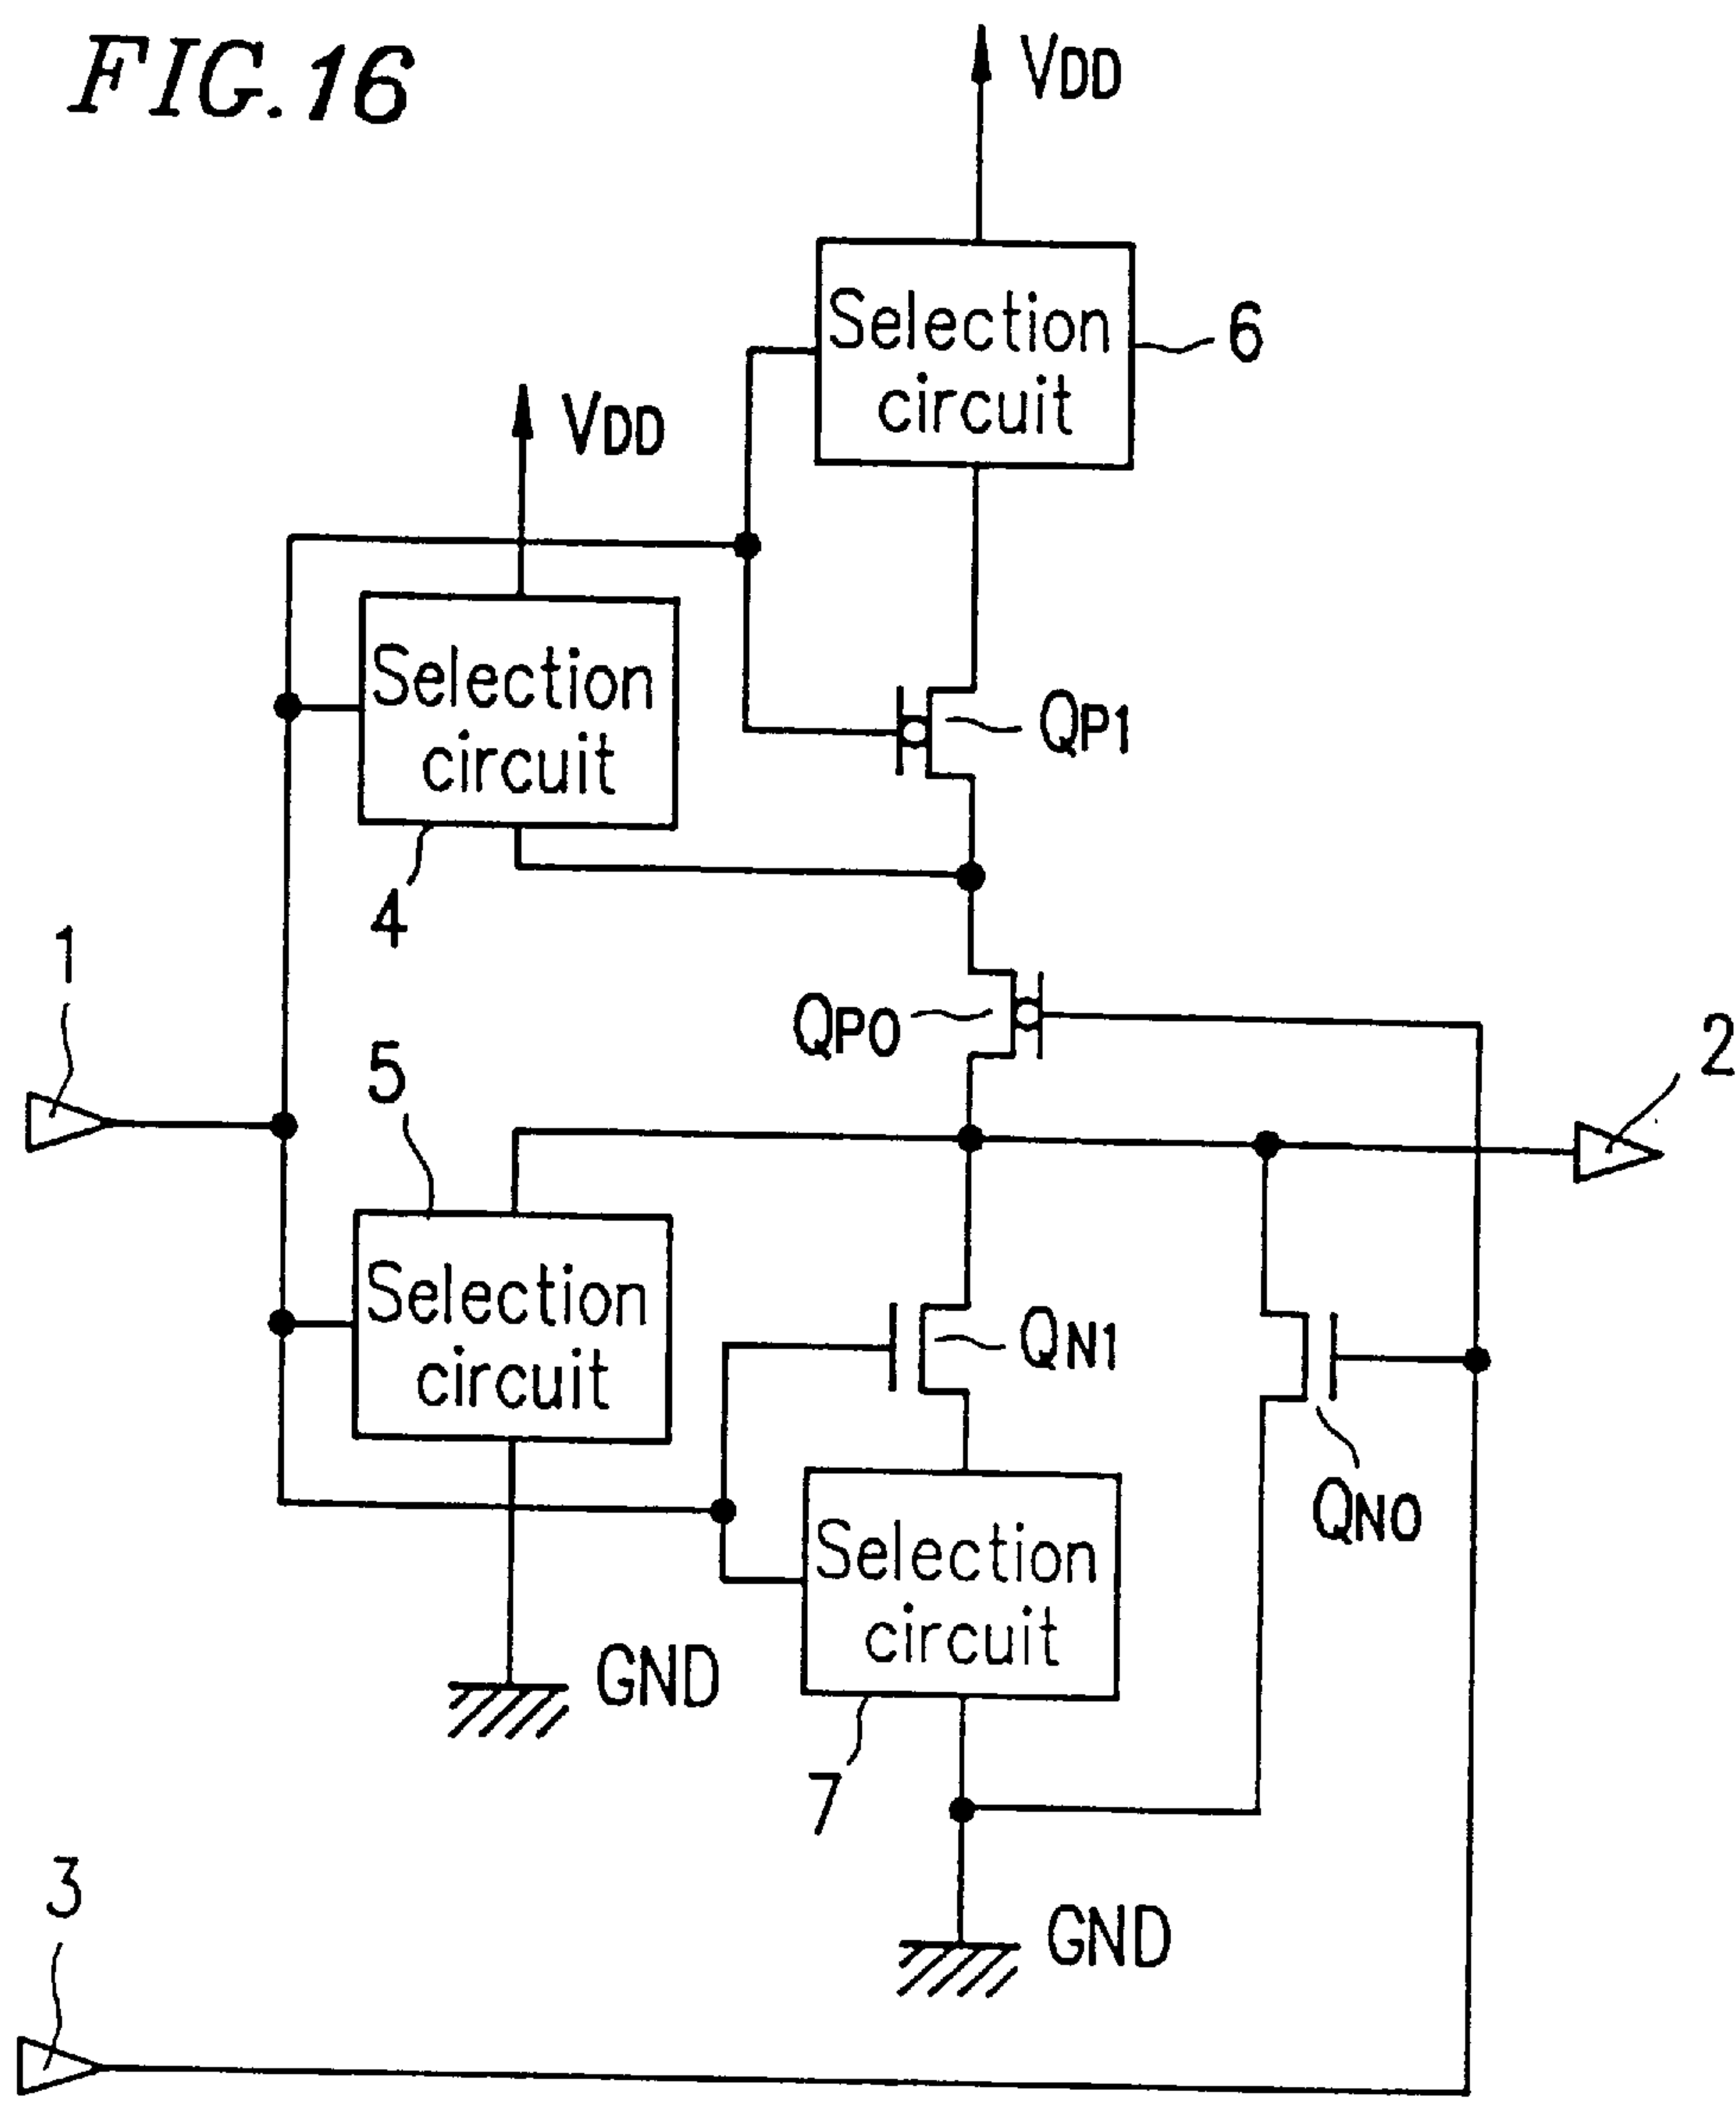 FIG.16
VDD
Selection
circuit
6
VDD
Selection
circuit
4
QP1
1
QP0
2
5
Selection
circuit
QN1
QN0
Selection
circuit
GND
7
3
GND